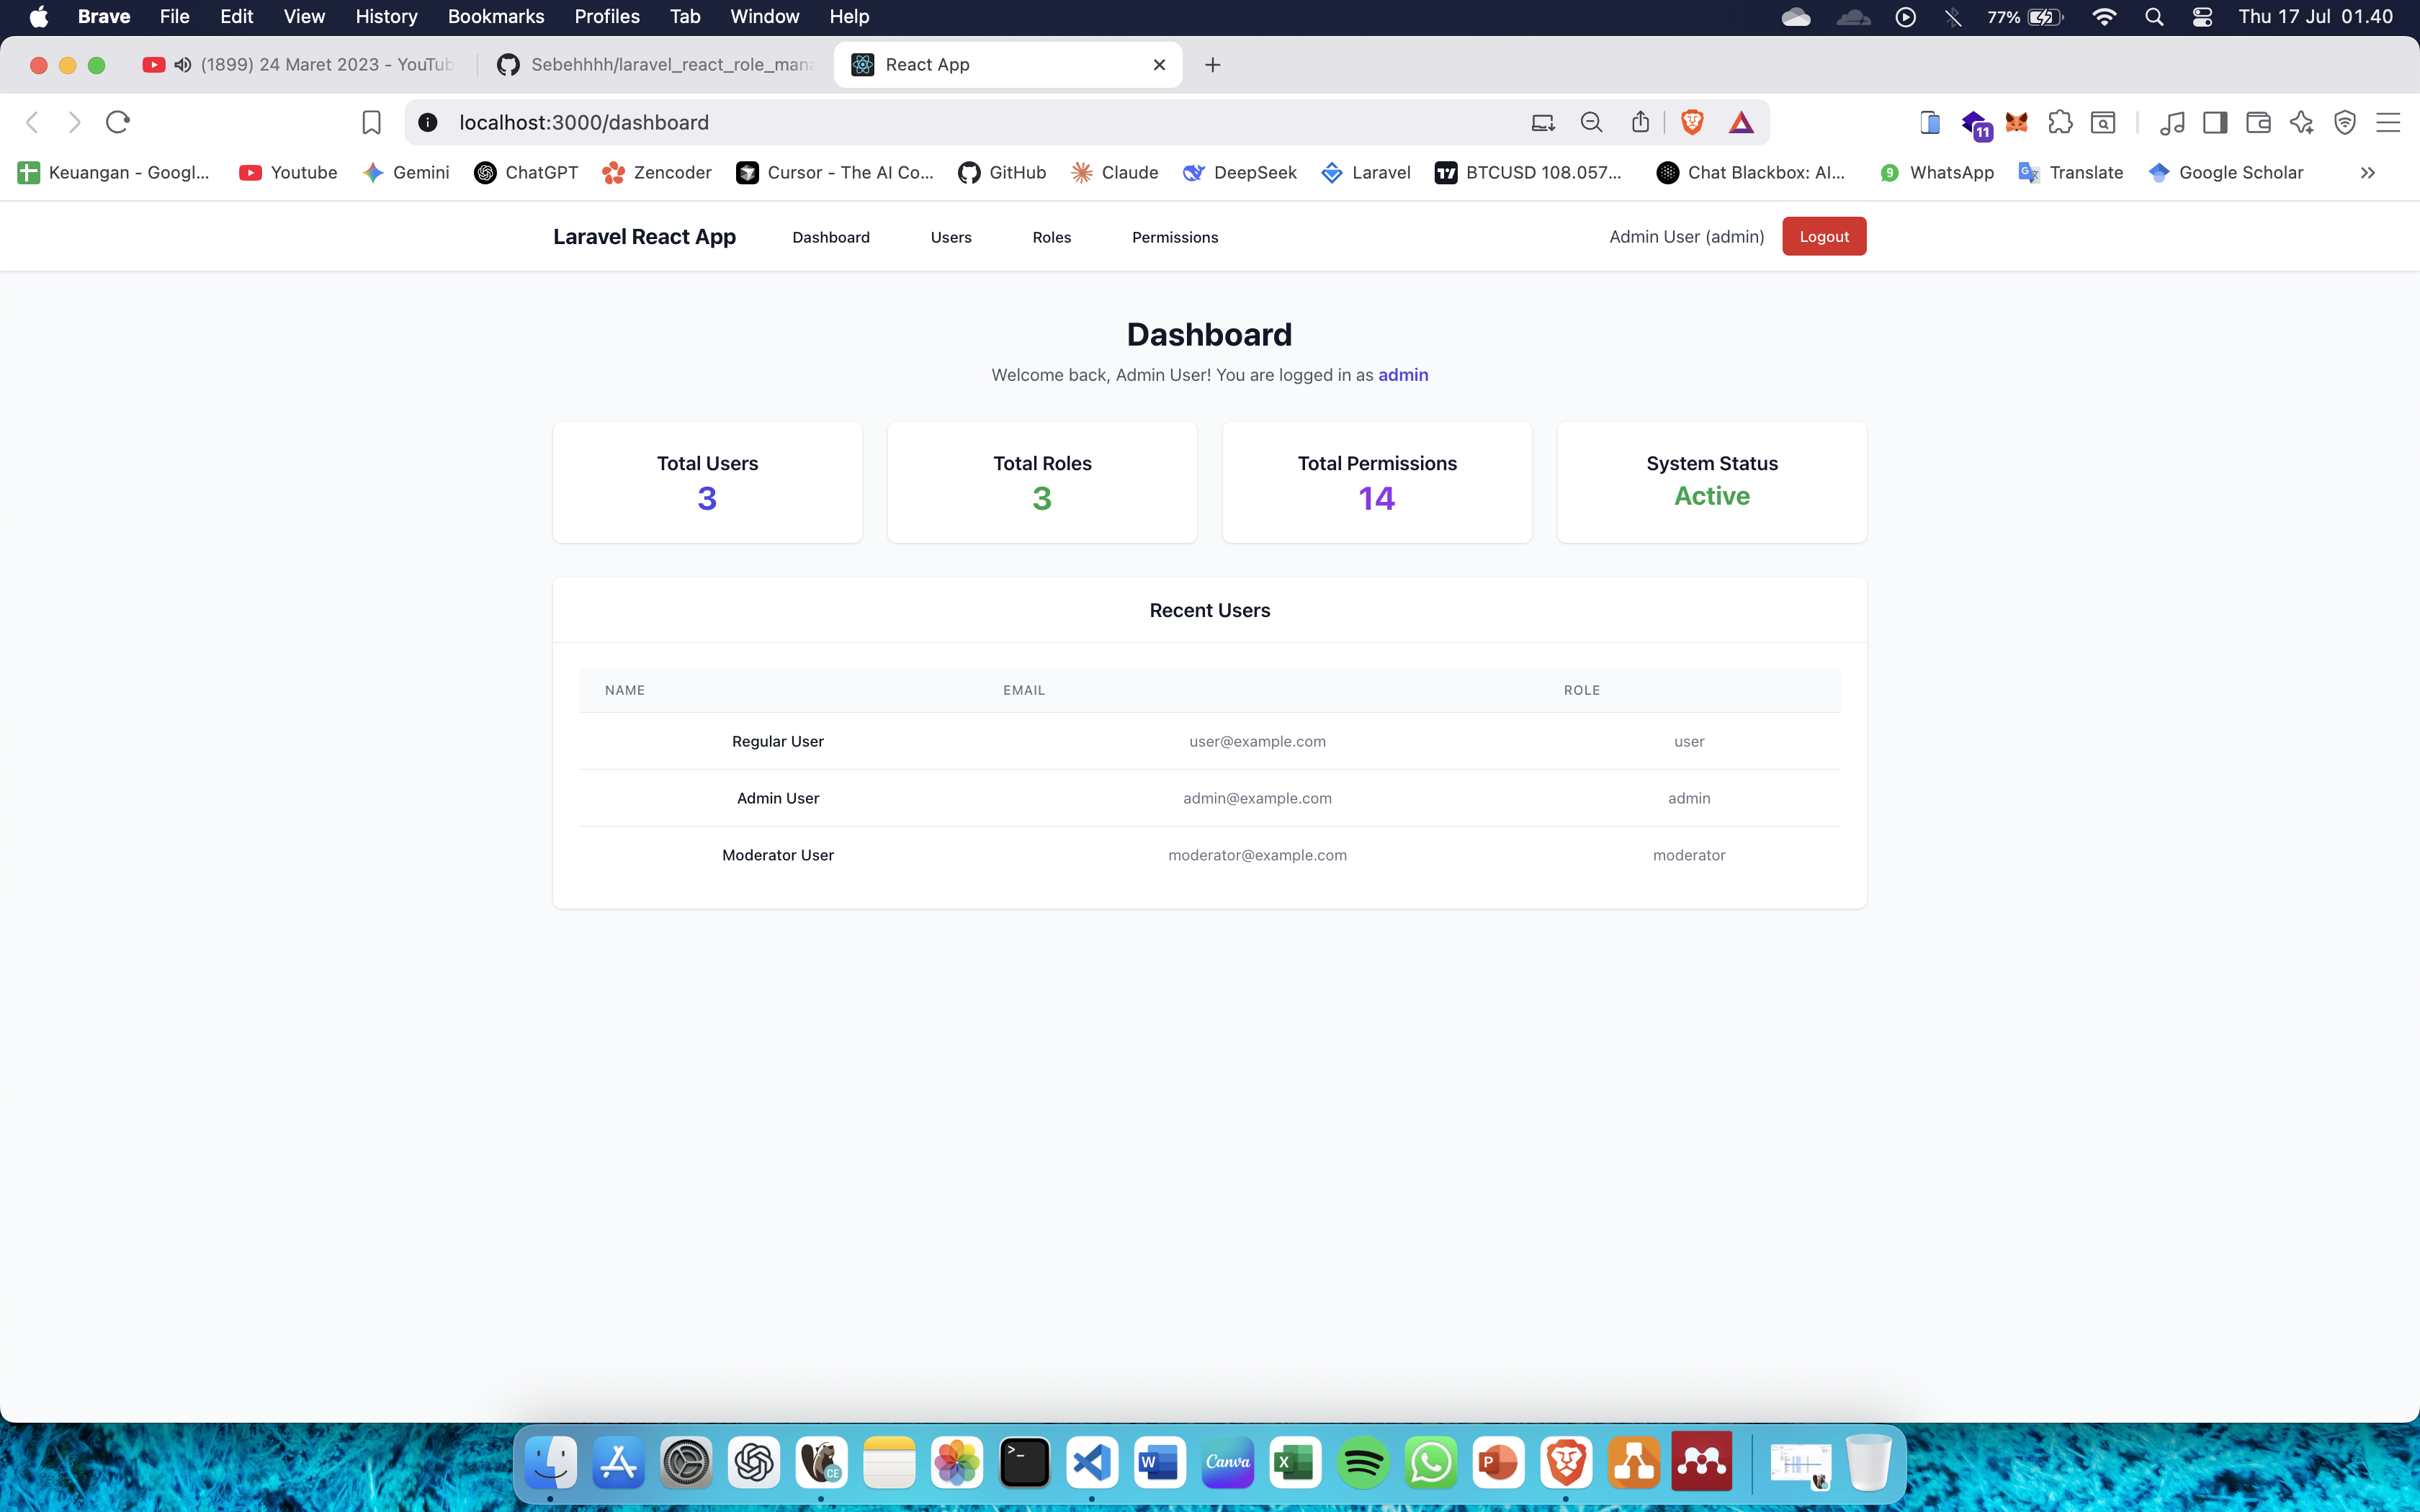 Brave File Edit View History Bookmarks Profiles Tab Window Help 77% Thu 17 Jul 01.40
(1899) 24 Maret 2023 - YouTub Sebehhhh/laravel_react_role_mana React App
localhost:3000/dashboard 11
Keuangan - Googl... Youtube Gemini ChatGPT Zencoder Cursor - The AI Co... GitHub Claude DeepSeek Laravel BTCUSD 108.057... Chat Blackbox: AI... 9 WhatsApp Translate Google Scholar
Laravel React App Dashboard Users Roles Permissions Admin User (admin) Logout
Dashboard
Welcome back, Admin User! You are logged in as admin
Total Users Total Roles Total Permissions System Status
3 3 14 Active
Recent Users
NAME EMAIL ROLE
Regular User user@example.com user
Admin User admin@example.com admin
Moderator User moderator@example.com moderator
CE W Canva X P